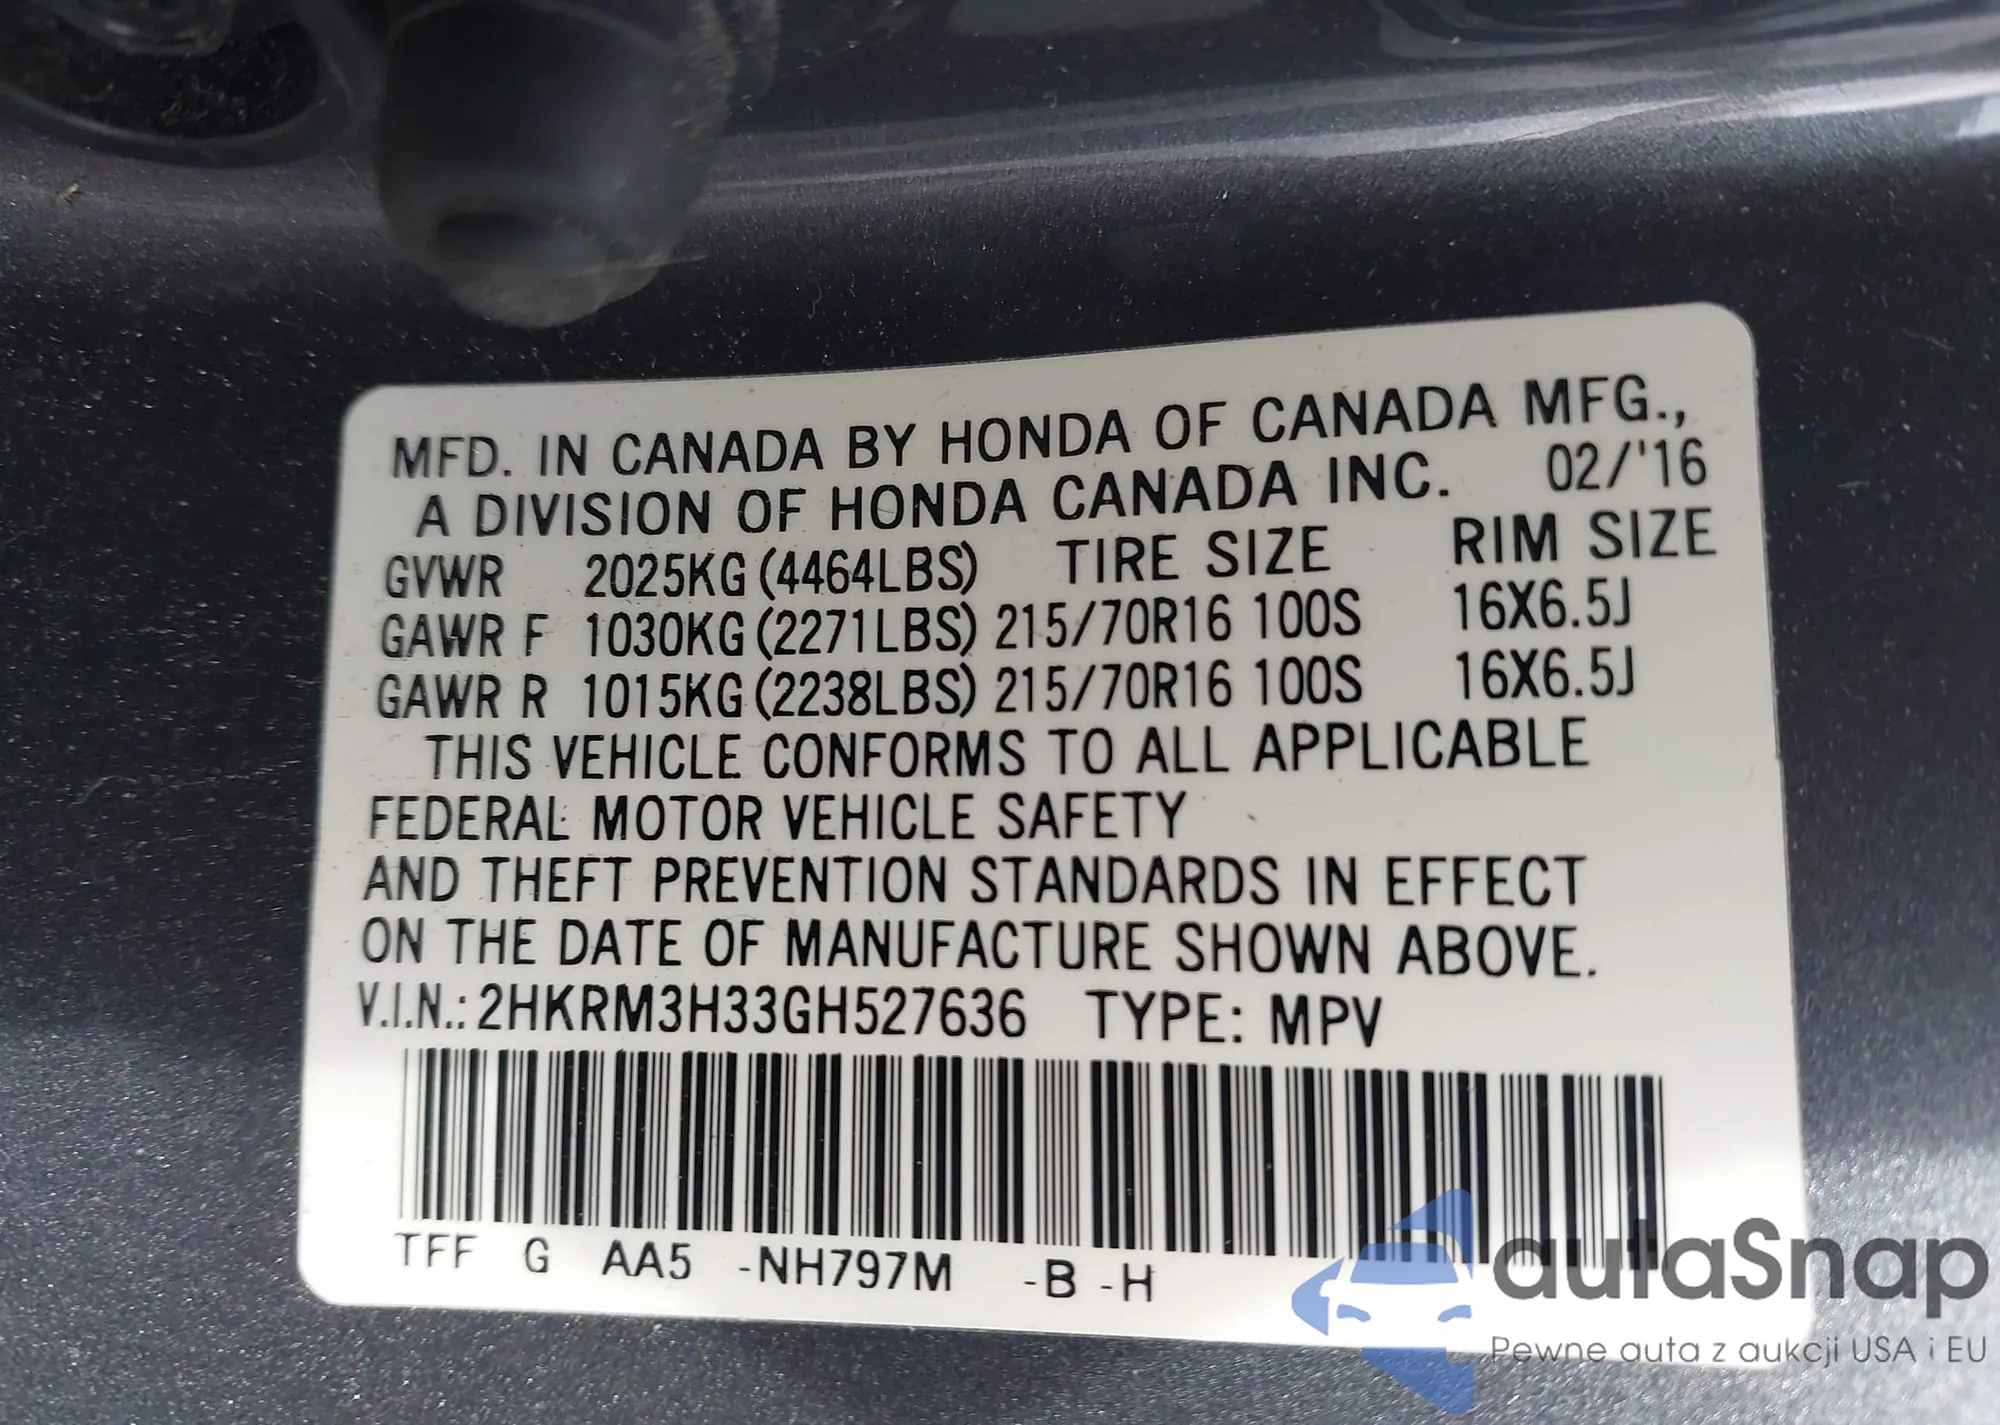 MFD. IN CANADA BY HONDA OF CANADA MFG.,
A DIVISION OF HONDA CANADA INC. 02/'16
GVWR 2025KG (4464LBS) TIRE SIZE RIM SIZE
GAWR F 1030KG (2271LBS) 215/70R16 100S 16X6.5J
GAWR R 1015KG (2238LBS) 215/70R16 100S 16X6.5J
THIS VEHICLE CONFORMS TO ALL APPLICABLE
FEDERAL MOTOR VEHICLE SAFETY
AND THEFT PREVENTION STANDARDS IN EFFECT
ON THE DATE OF MANUFACTURE SHOWN ABOVE.
V.I.N.: 2HKRM3H33GH527636 TYPE: MPV
TFF G AA5 -NH797M -B -H
autaSnap
Pewne auta z aukcji USA i EU